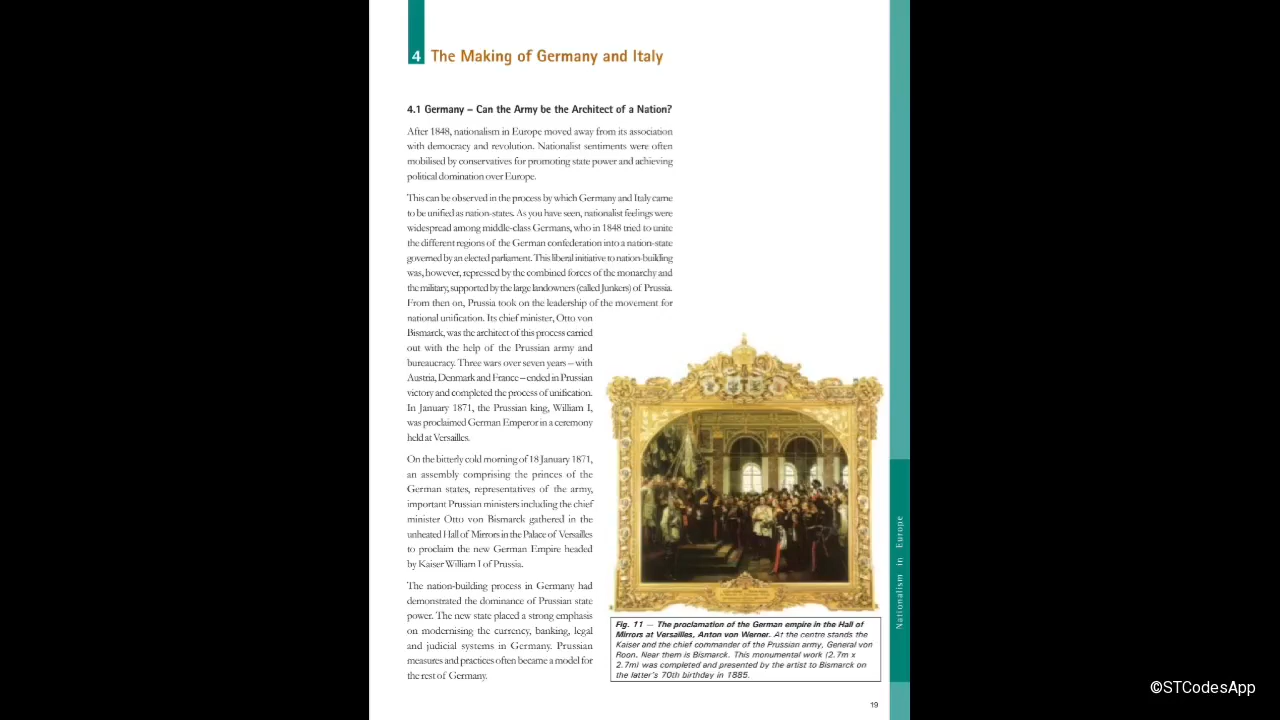 4 The Making of Germany and Italy
4.1 Germany – Can the Army be the Architect of a Nation?
After 1848, nationalism in Europe moved away from its association
with democracy and revolution. Nationalist sentiments were often
mobilised by conservatives for promoting state power and achieving
political domination over Europe.
This can be observed in the process by which Germany and Italy came
to be unified as nation-states. As you have seen, nationalist feelings were
widespread among middle-class Germans, who in 1848 tried to unite
the different regions of the German confederation into a nation-state
governed by an elected parliament. This liberal initiative to nation-building
was, however, repressed by the combined forces of the monarchy and
the military, supported by the large landowners (called Junkers) of Prussia.
From then on, Prussia took on the leadership of the movement for
national unification. Its chief minister, Otto von
Bismarck, was the architect of this process carried
out with the help of the Prussian army and
bureaucracy. Three wars over seven years – with
Austria, Denmark and France – ended in Prussian
victory and completed the process of unification.
In January 1871, the Prussian king, William I,
was proclaimed German Emperor in a ceremony
held at Versailles.
On the bitterly cold morning of 18 January 1871,
an assembly comprising the princes of the
German states, representatives of the army,
important Prussian ministers including the chief
minister Otto von Bismarck gathered in the
unheated Hall of Mirrors in the Palace of Versailles
to proclaim the new German Empire headed
by Kaiser William I of Prussia.
The nation-building process in Germany had
demonstrated the dominance of Prussian state
power. The new state placed a strong emphasis
on modernising the currency, banking, legal
and judicial systems in Germany. Prussian
measures and practices often became a model for
the rest of Germany.
Fig. 11 — The proclamation of the German empire in the Hall of
Mirrors at Versailles, Anton von Werner. At the centre stands the
Kaiser and the chief commander of the Prussian army, General von
Roon. Near them is Bismarck. This monumental work (2.7m x
2.7m) was completed and presented by the artist to Bismarck on
the latter's 70th birthday in 1885.
Nationalism in Europe
19
©STCodesApp